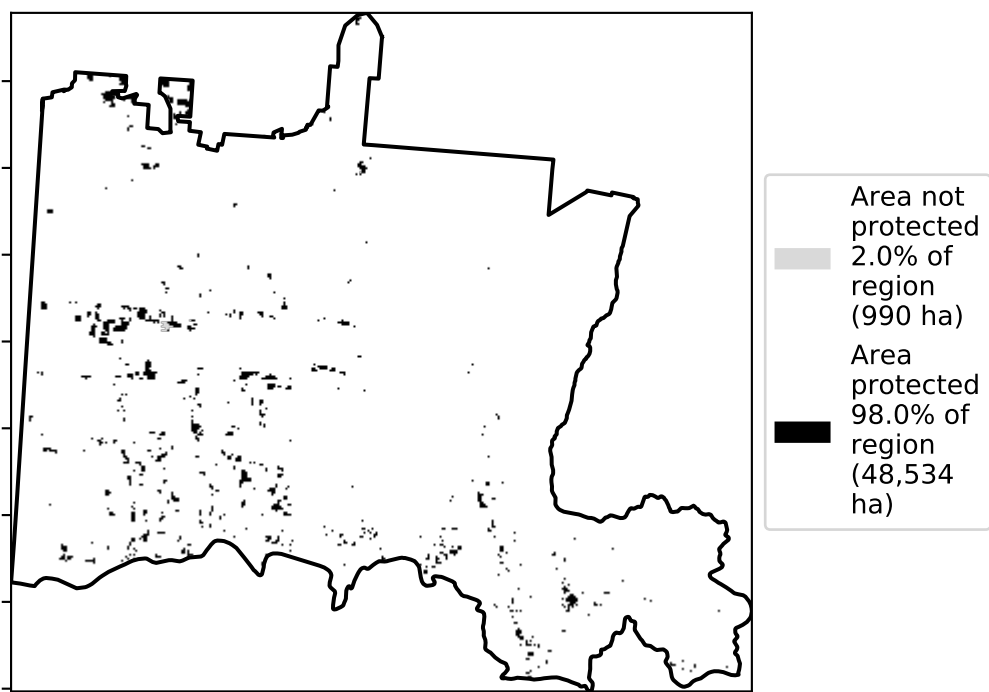 Area not
protected
2.0% of
region
(990 ha)
Area
protected
98.0% of
region
(48,534
ha)